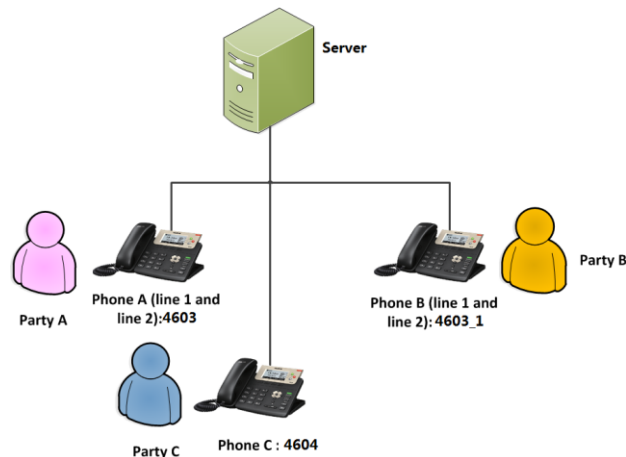 Server
Party A
Phone A (line 1 and
line 2):4603
Phone B (line 1 and
line 2): 4603_1
Party B
Party C
Phone C : 4604